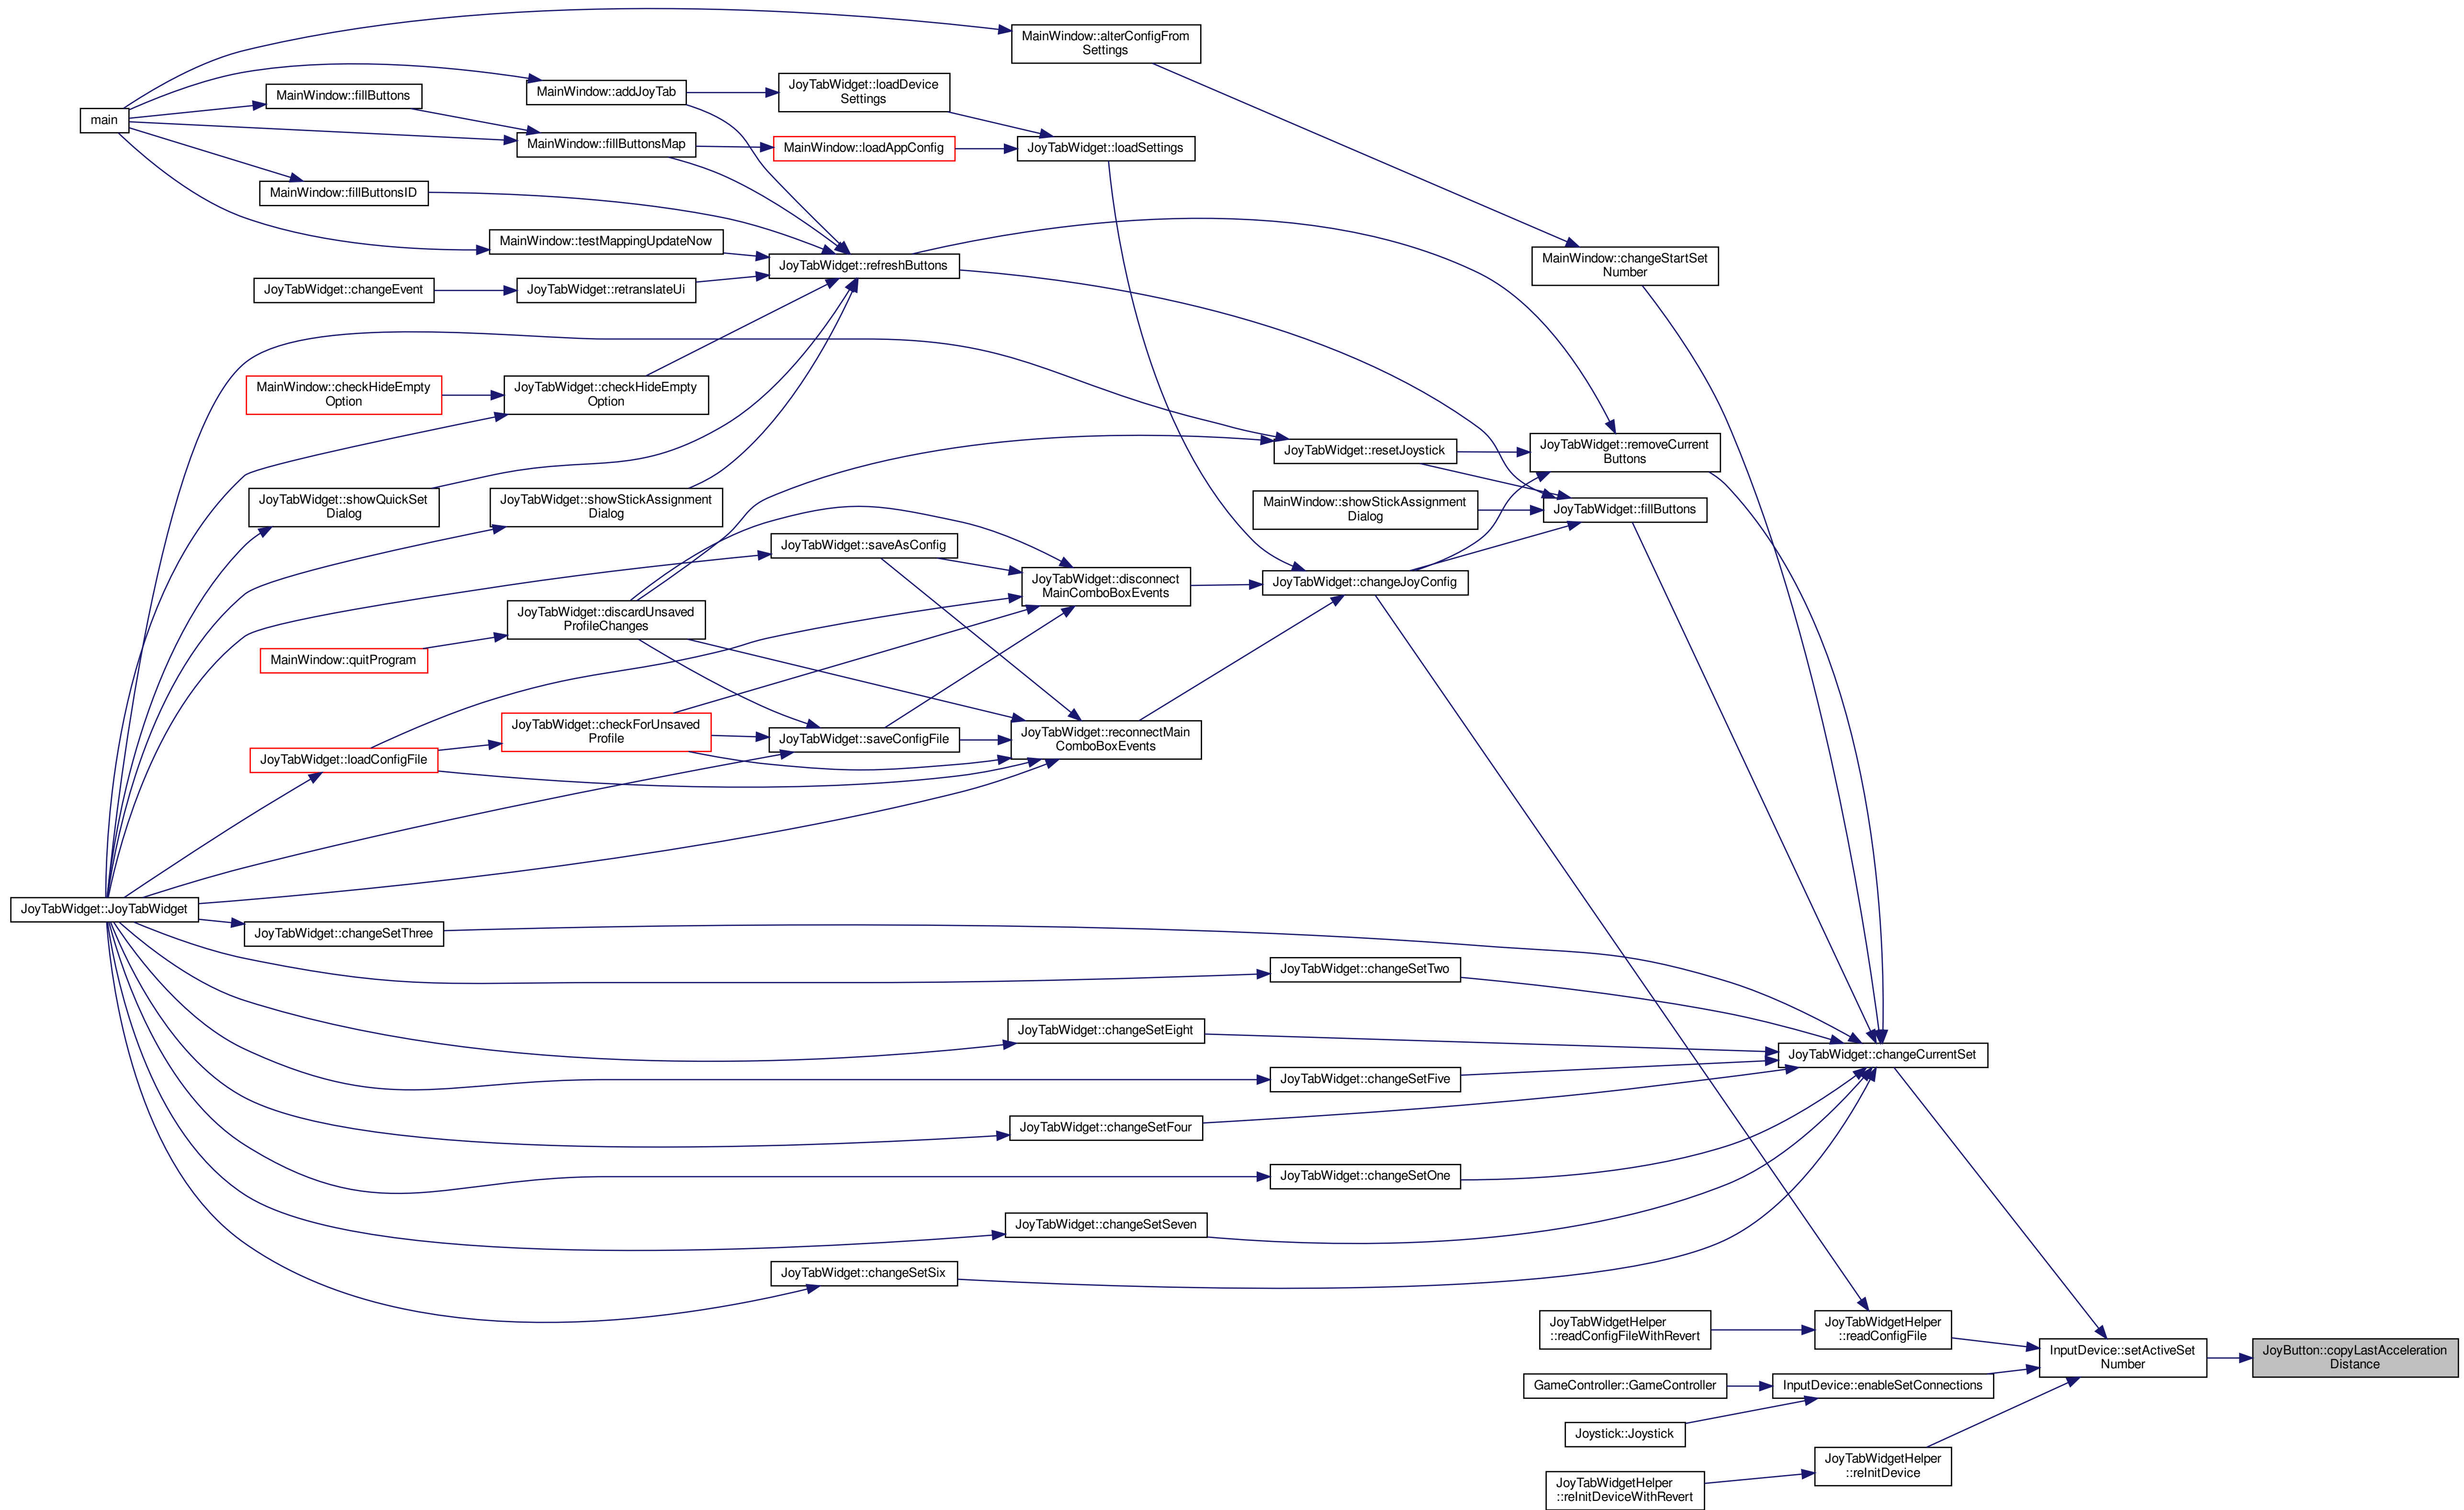 MainWindow::alterConfigFrom
Settings
MainWindow::fillButtons
MainWindow::addJoyTab
JoyTabWidget::loadDevice
Settings
main
MainWindow::fillButtonsMap
MainWindow::loadAppConfig
JoyTabWidget::loadSettings
MainWindow::fillButtonsID
MainWindow::testMappingUpdateNow
JoyTabWidget::refreshButtons
MainWindow::changeStartSet
Number
JoyTabWidget::changeEvent
JoyTabWidget::retranslateUi
MainWindow::checkHideEmpty
Option
JoyTabWidget::checkHideEmpty
Option
JoyTabWidget::resetJoystick
JoyTabWidget::removeCurrent
Buttons
JoyTabWidget::showQuickSet
Dialog
JoyTabWidget::showStickAssignment
Dialog
MainWindow::showStickAssignment
Dialog
JoyTabWidget::fillButtons
JoyTabWidget::saveAsConfig
JoyTabWidget::disconnect
MainComboBoxEvents
JoyTabWidget::changeJoyConfig
JoyTabWidget::discardUnsaved
ProfileChanges
MainWindow::quitProgram
JoyTabWidget::checkForUnsaved
Profile
JoyTabWidget::saveConfigFile
JoyTabWidget::reconnectMain
ComboBoxEvents
JoyTabWidget::loadConfigFile
JoyTabWidget::JoyTabWidget
JoyTabWidget::changeSetThree
JoyTabWidget::changeSetTwo
JoyTabWidget::changeSetEight
JoyTabWidget::changeCurrentSet
JoyTabWidget::changeSetFive
JoyTabWidget::changeSetFour
JoyTabWidget::changeSetOne
JoyTabWidget::changeSetSeven
JoyTabWidget::changeSetSix
JoyTabWidgetHelper
::readConfigFileWithRevert
JoyTabWidgetHelper
::readConfigFile
InputDevice::setActiveSet
Number
JoyButton::copyLastAcceleration
Distance
GameController::GameController
InputDevice::enableSetConnections
Joystick::Joystick
JoyTabWidgetHelper
::reInitDevice
JoyTabWidgetHelper
::reInitDeviceWithRevert